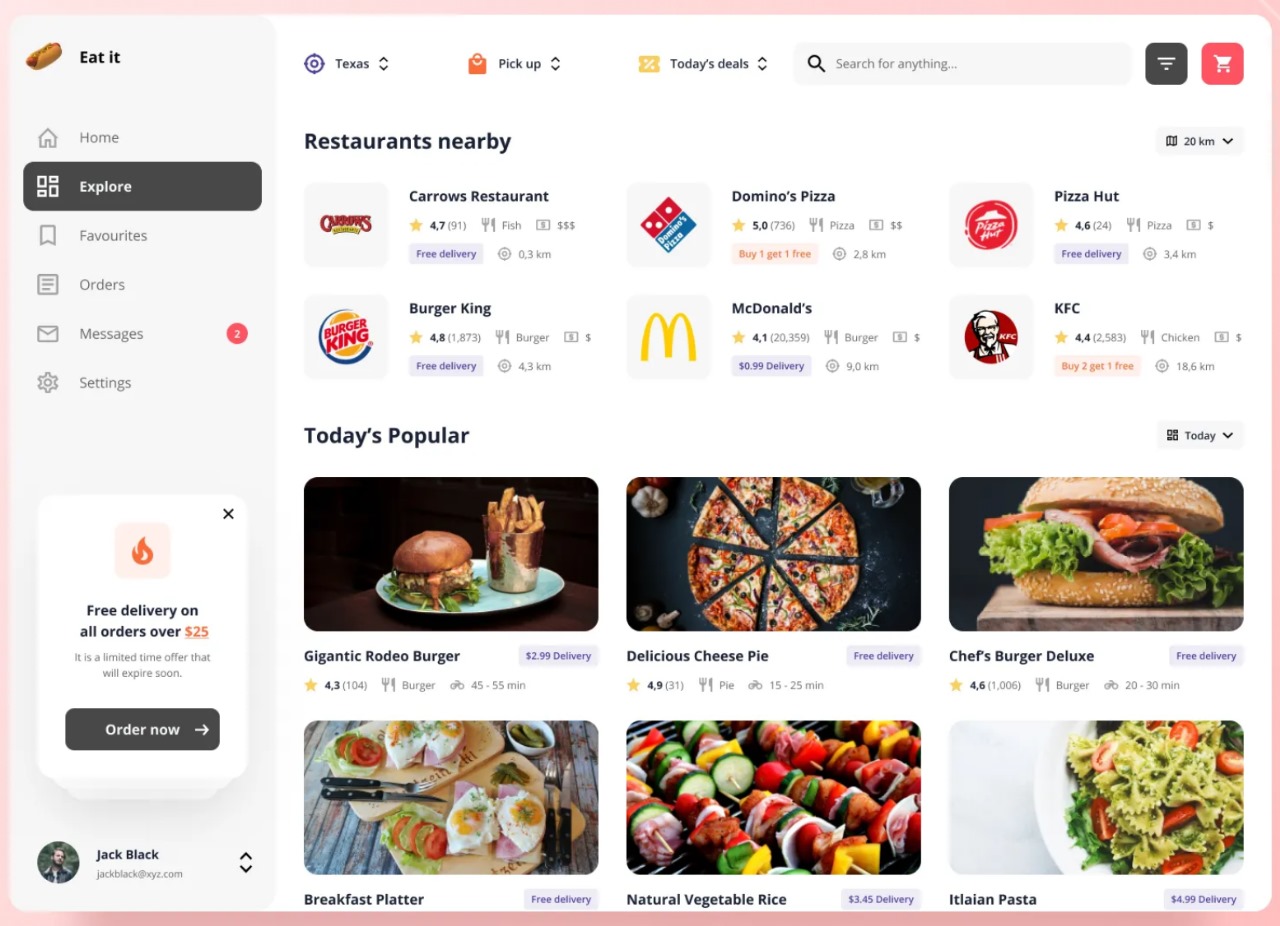 Eat it
Home
Explore
Favourites
Orders
Messages 2
Settings
Free delivery on
all orders over $25
It is a limited time offer that
will expire soon.
Order now
Jack Black
jackblack@xyz.com
Texas Pick up Today's deals Search for anything...
Restaurants nearby 20 km
CARROWS
Carrows Restaurant
4,7 (91) Fish $$$
Free delivery 0,3 km
Domino's Pizza
Domino's Pizza
5,0 (736) Pizza $$
Buy 1 get 1 free 2,8 km
Pizza Hut
Pizza Hut
4,6 (24) Pizza $
Free delivery 3,4 km
BURGER KING
Burger King
4,8 (1,873) Burger $
Free delivery 4,3 km
McDonald's
4,1 (20,359) Burger $
$0.99 Delivery 9,0 km
KFC
KFC
4,4 (2,583) Chicken $
Buy 2 get 1 free 18,6 km
Today's Popular Today
Gigantic Rodeo Burger $2.99 Delivery
4,3 (104) Burger 45 - 55 min
Delicious Cheese Pie Free delivery
4,9 (31) Pie 15 - 25 min
Chef's Burger Deluxe Free delivery
4,6 (1,006) Burger 20 - 30 min
Breakfast Platter Free delivery
Natural Vegetable Rice $3.45 Delivery
Itlaian Pasta $4.99 Delivery